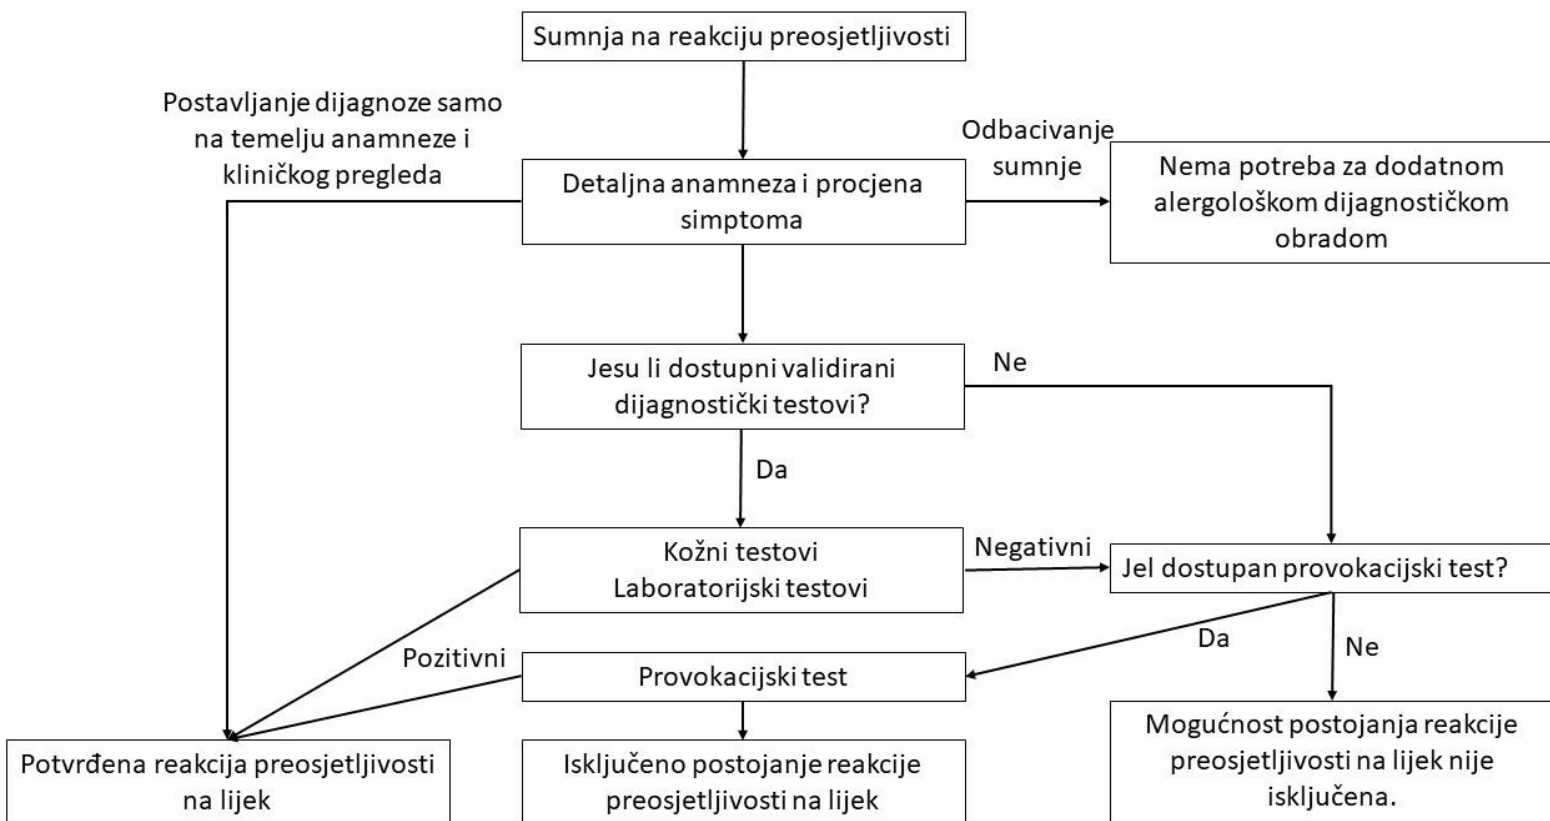 Sumnja na reakciju preosjetljivosti
Postavljanje dijagnoze samo
na temelju anamneze i
kliničkog pregleda
Odbacivanje
sumnje
Detaljna anamneza i procjena
simptoma
Nema potreba za dodatnom
alergološkom dijagnostičkom
obradom
Jesu li dostupni validirani
dijagnostički testovi?
Ne
Da
Kožni testovi
Laboratorijski testovi
Negativni
Jel dostupan provokacijski test?
Da
Ne
Pozitivni
Provokacijski test
Potvrđena reakcija preosjetljivosti
na lijek
Isključeno postojanje reakcije
preosjetljivosti na lijek
Mogućnost postojanja reakcije
preosjetljivosti na lijek nije
isključena.